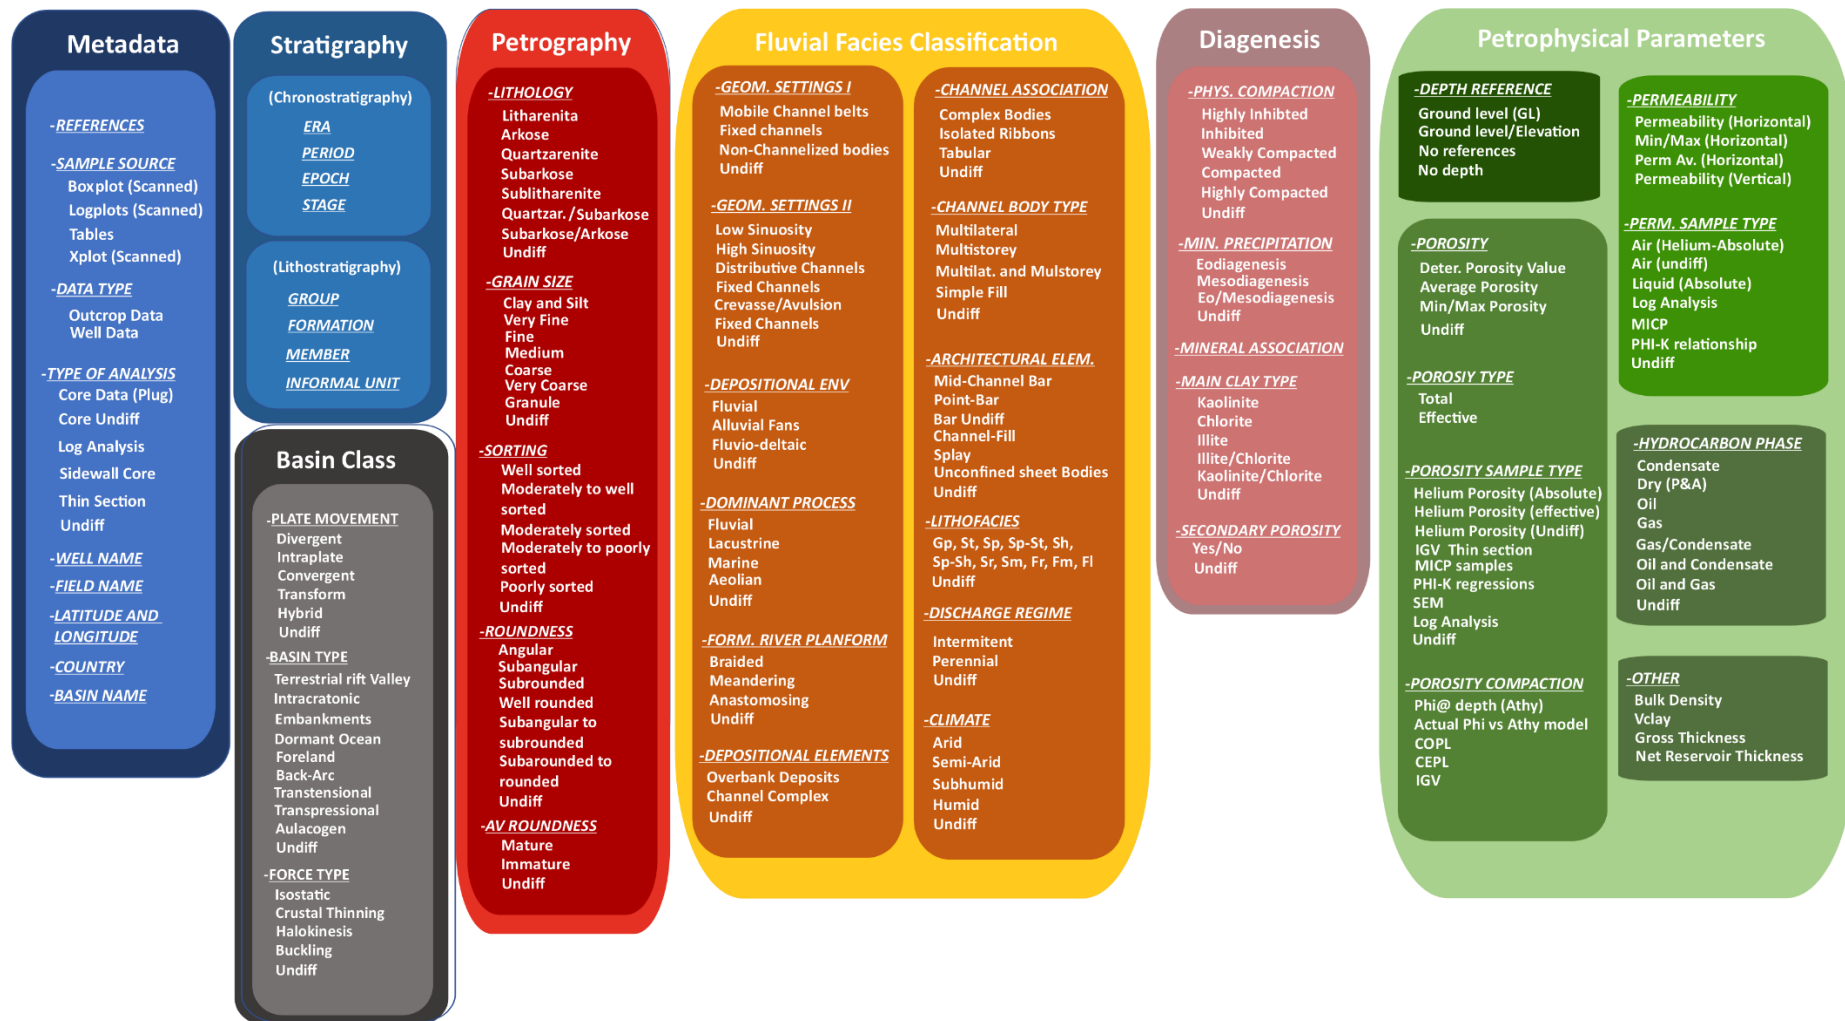 Metadata
-REFERENCES
-SAMPLE SOURCE
Boxplot (Scanned)
Logplots (Scanned)
Tables
Xplot (Scanned)
-DATA TYPE
Outcrop Data
Well Data
-TYPE OF ANALYSIS
Core Data (Plug)
Core Undiff
Log Analysis
Sidewall Core
Thin Section
Undiff
-WELL NAME
-FIELD NAME
-LATITUDE AND
LONGITUDE
-COUNTRY
-BASIN NAME
Stratigraphy
(Chronostratigraphy)
ERA
PERIOD
EPOCH
STAGE
(Lithostratigraphy)
GROUP
FORMATION
MEMBER
INFORMAL UNIT
Basin Class
-PLATE MOVEMENT
Divergent
Intraplate
Convergent
Transform
Hybrid
Undiff
-BASIN TYPE
Terrestrial rift Valley
Intracratonic
Embankments
Dormant Ocean
Foreland
Back-Arc
Transtensional
Transpressional
Aulacogen
Undiff
-FORCE TYPE
Isostatic
Crustal Thinning
Halokinesis
Buckling
Undiff
Petrography
-LITHOLOGY
Litharenita
Arkose
Quartzarenite
Subarkose
Sublitharenite
Quartzar./Subarkose
Subarkose/Arkose
Undiff
-GRAIN SIZE
Clay and Silt
Very Fine
Fine
Medium
Coarse
Very Coarse
Granule
Undiff
-SORTING
Well sorted
Moderately to well
sorted
Moderately sorted
Moderately to poorly
sorted
Poorly sorted
Undiff
-ROUNDNESS
Angular
Subangular
Subrounded
Well rounded
Subangular to
subrounded
Subarounded to
rounded
Undiff
-AV ROUNDNESS
Mature
Immature
Undiff
Fluvial Facies Classification
-GEOM. SETTINGS I
Mobile Channel belts
Fixed channels
Non-Channelized bodies
Undiff
-GEOM. SETTINGS II
Low Sinuosity
High Sinuosity
Distributive Channels
Fixed Channels
Crevasse/Avulsion
Fixed Channels
Undiff
-DEPOSITIONAL ENV
Fluvial
Alluvial Fans
Fluvio-deltaic
Undiff
-DOMINANT PROCESS
Fluvial
Lacustrine
Marine
Aeolian
Undiff
-FORM. RIVER PLANFORM
Braided
Meandering
Anastomosing
Undiff
-DEPOSITIONAL ELEMENTS
Overbank Deposits
Channel Complex
Undiff
-CHANNEL ASSOCIATION
Complex Bodies
Isolated Ribbons
Tabular
Undiff
-CHANNEL BODY TYPE
Multilateral
Multistorey
Multilat. and Mulstorey
Simple Fill
Undiff
-ARCHITECTURAL ELEM.
Mid-Channel Bar
Point-Bar
Bar Undiff
Channel-Fill
Splay
Unconfined sheet Bodies
Undiff
-LITHOFACIES
Gp, St, Sp, Sp-St, Sh,
Sp-Sh, Sr, Sm, Fr, Fm, Fl
Undiff
-DISCHARGE REGIME
Intermitent
Perennial
Undiff
-CLIMATE
Arid
Semi-Arid
Subhumid
Humid
Undiff
Diagenesis
-PHYS. COMPACTION
Highly Inhibted
Inhibited
Weakly Compacted
Compacted
Highly Compacted
Undiff
-MIN. PRECIPITATION
Eodiagenesis
Mesodiagenesis
Eo/Mesodiagenesis
Undiff
-MINERAL ASSOCIATION
-MAIN CLAY TYPE
Kaolinite
Chlorite
Illite
Illite/Chlorite
Kaolinite/Chlorite
Undiff
-SECONDARY POROSITY
Yes/No
Undiff
Petrophysical Parameters
-DEPTH REFERENCE
Ground level (GL)
Ground level/Elevation
No references
No depth
-POROSITY
Deter. Porosity Value
Average Porosity
Min/Max Porosity
Undiff
-POROSIY TYPE
Total
Effective
-POROSITY SAMPLE TYPE
Helium Porosity (Absolute)
Helium Porosity (effective)
Helium Porosity (Undiff)
IGV Thin section
MICP samples
PHI-K regressions
SEM
Log Analysis
Undiff
-POROSITY COMPACTION
Phi@ depth (Athy)
Actual Phi vs Athy model
COPL
CEPL
IGV
-PERMEABILITY
Permeability (Horizontal)
Min/Max (Horizontal)
Perm Av. (Horizontal)
Permeability (Vertical)
-PERM. SAMPLE TYPE
Air (Helium-Absolute)
Air (undiff)
Liquid (Absolute)
Log Analysis
MICP
PHI-K relationship
Undiff
-HYDROCARBON PHASE
Condensate
Dry (P&A)
Oil
Gas
Gas/Condensate
Oil and Condensate
Oil and Gas
Undiff
-OTHER
Bulk Density
Vclay
Gross Thickness
Net Reservoir Thickness